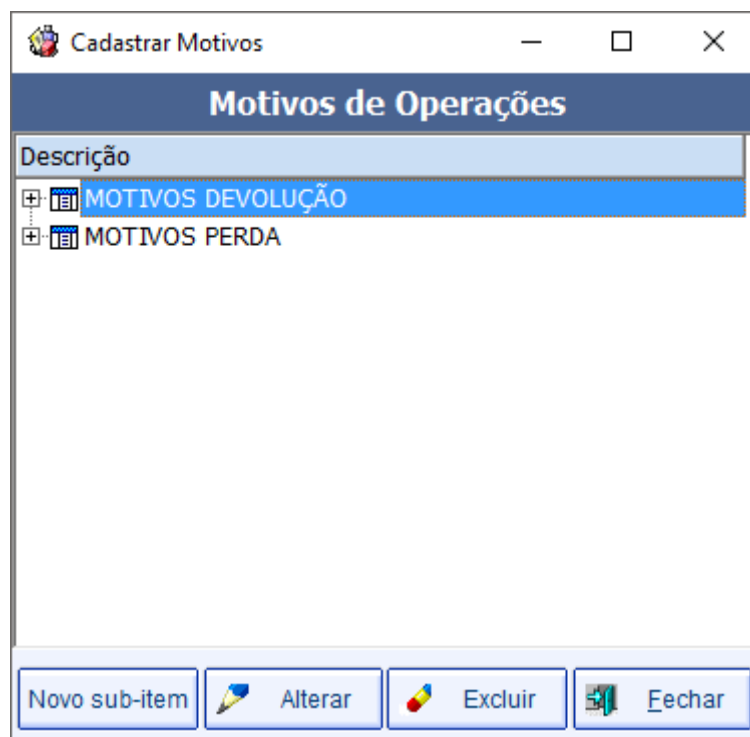 Cadastrar Motivos
Motivos de Operações
Descrição
MOTIVOS DEVOLUÇÃO
MOTIVOS PERDA
Novo sub-item Alterar Excluir Fechar